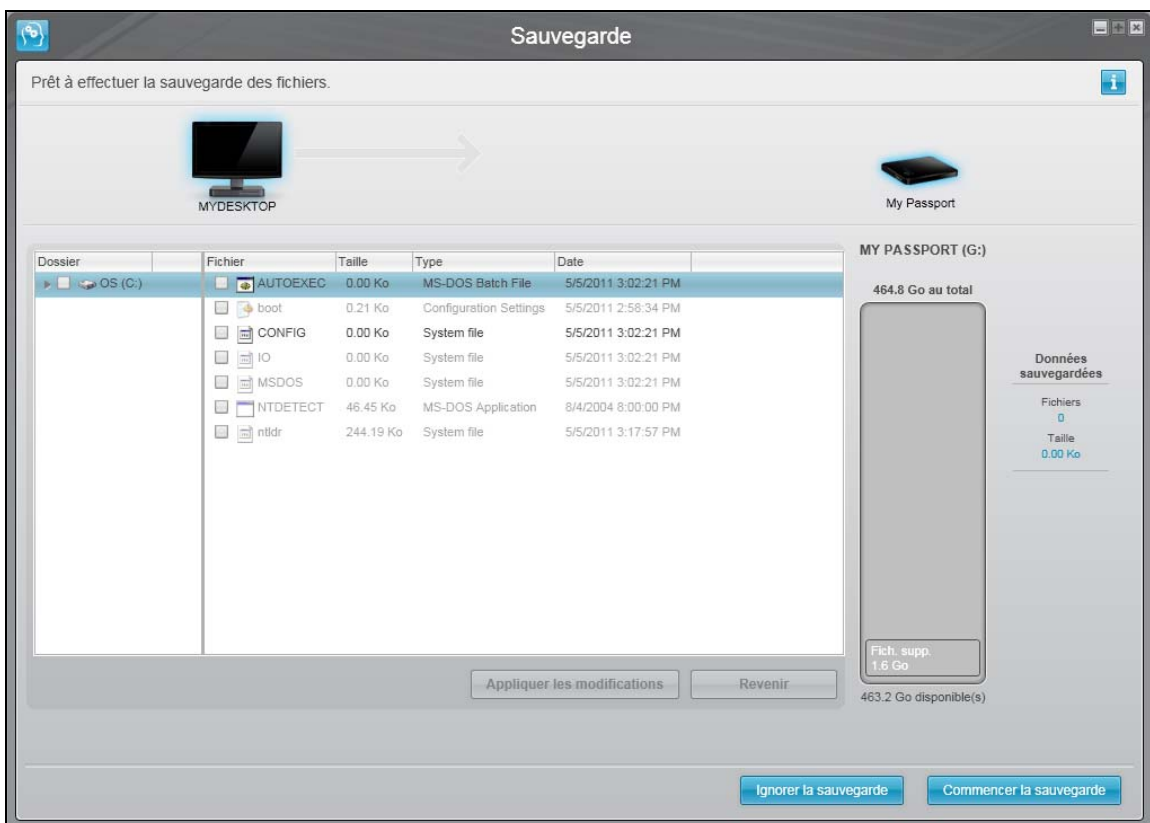 Sauvegarde
Prêt à effectuer la sauvegarde des fichiers.
i
MYDESKTOP
My Passport
Dossier Fichier Taille Type Date
OS (C:) AUTOEXEC 0.00 Ko MS-DOS Batch File 5/5/2011 3:02:21 PM
boot 0.21 Ko Configuration Settings 5/5/2011 2:58:34 PM
CONFIG 0.00 Ko System file 5/5/2011 3:02:21 PM
IO 0.00 Ko System file 5/5/2011 3:02:21 PM
MSDOS 0.00 Ko System file 5/5/2011 3:02:21 PM
NTDETECT 46.45 Ko MS-DOS Application 8/4/2004 8:00:00 PM
ntldr 244.19 Ko System file 5/5/2011 3:17:57 PM
Appliquer les modifications Revenir
MY PASSPORT (G:)
464.8 Go au total
Fich. supp.
1.6 Go
463.2 Go disponible(s)
Données
sauvegardées
Fichiers
0
Taille
0.00 Ko
Ignorer la sauvegarde Commencer la sauvegarde